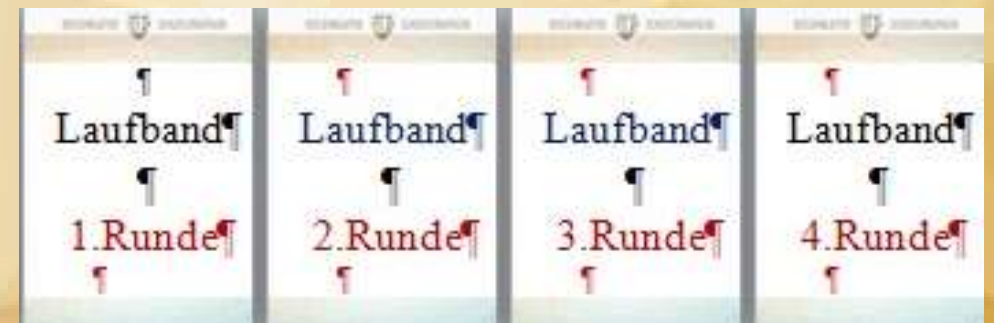 ¶ ¶ ¶ ¶
Laufband¶ Laufband¶ Laufband¶ Laufband¶
¶ ¶ ¶ ¶
1.Runde¶ 2.Runde¶ 3.Runde¶ 4.Runde¶
¶ ¶ ¶ ¶